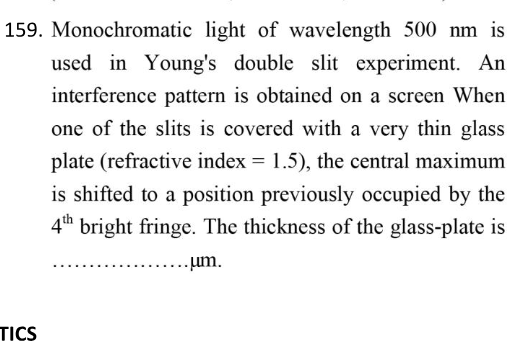 159. Monochromatic light of wavelength 500 nm is
used in Young's double slit experiment. An
interference pattern is obtained on a screen When
one of the slits is covered with a very thin glass
plate (refractive index = 1.5), the central maximum
is shifted to a position previously occupied by the
4th bright fringe. The thickness of the glass-plate is
...................μm.
TICS